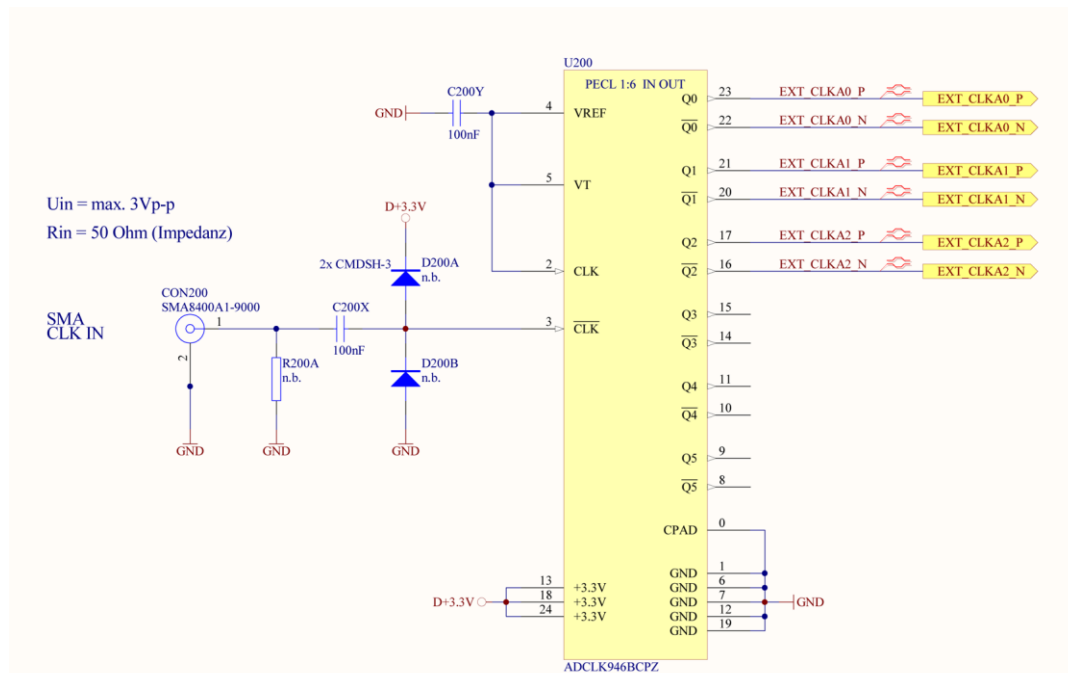 U200
PECL 1:6 IN OUT
C200Y
GND
100nF
4
VREF
5
VT
Q0
23
EXT_CLKA0_P
EXT_CLKA0_P
Q0
22
EXT_CLKA0_N
EXT_CLKA0_N
Q1
21
EXT_CLKA1_P
EXT_CLKA1_P
Q1
20
EXT_CLKA1_N
EXT_CLKA1_N
Uin = max. 3Vp-p
Rin = 50 Ohm (Impedanz)
D+3.3V
2x CMDSH-3
D200A
n.b.
2
CLK
Q2
17
EXT_CLKA2_P
EXT_CLKA2_P
Q2
16
EXT_CLKA2_N
EXT_CLKA2_N
CON200
SMA8400A1-9000
SMA
CLK IN
1
2
C200X
100nF
3
CLK
R200A
n.b.
D200B
n.b.
GND
GND
GND
Q3
15
Q3
14
Q4
11
Q4
10
Q5
9
Q5
8
CPAD
0
D+3.3V
13
+3.3V
18
+3.3V
24
+3.3V
GND
1
GND
6
GND
7
GND
12
GND
19
GND
ADCLK946BCPZ